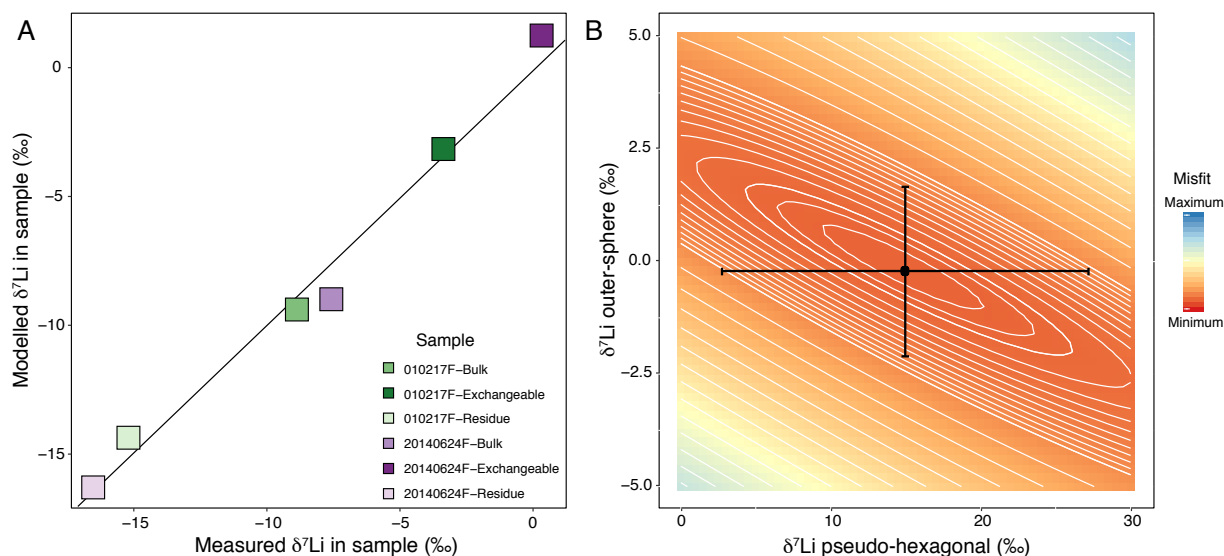 A
Modelled δ⁷Li in sample (‰)
0
−5
−10
−15
−15
−10
−5
0
Measured δ⁷Li in sample (‰)
Sample
010217F−Bulk
010217F−Exchangeable
010217F−Residue
20140624F−Bulk
20140624F−Exchangeable
20140624F−Residue
B
δ⁷Li outer-sphere (‰)
5.0
2.5
0.0
−2.5
−5.0
0
10
20
30
δ⁷Li pseudo-hexagonal (‰)
Misfit
Maximum
Minimum